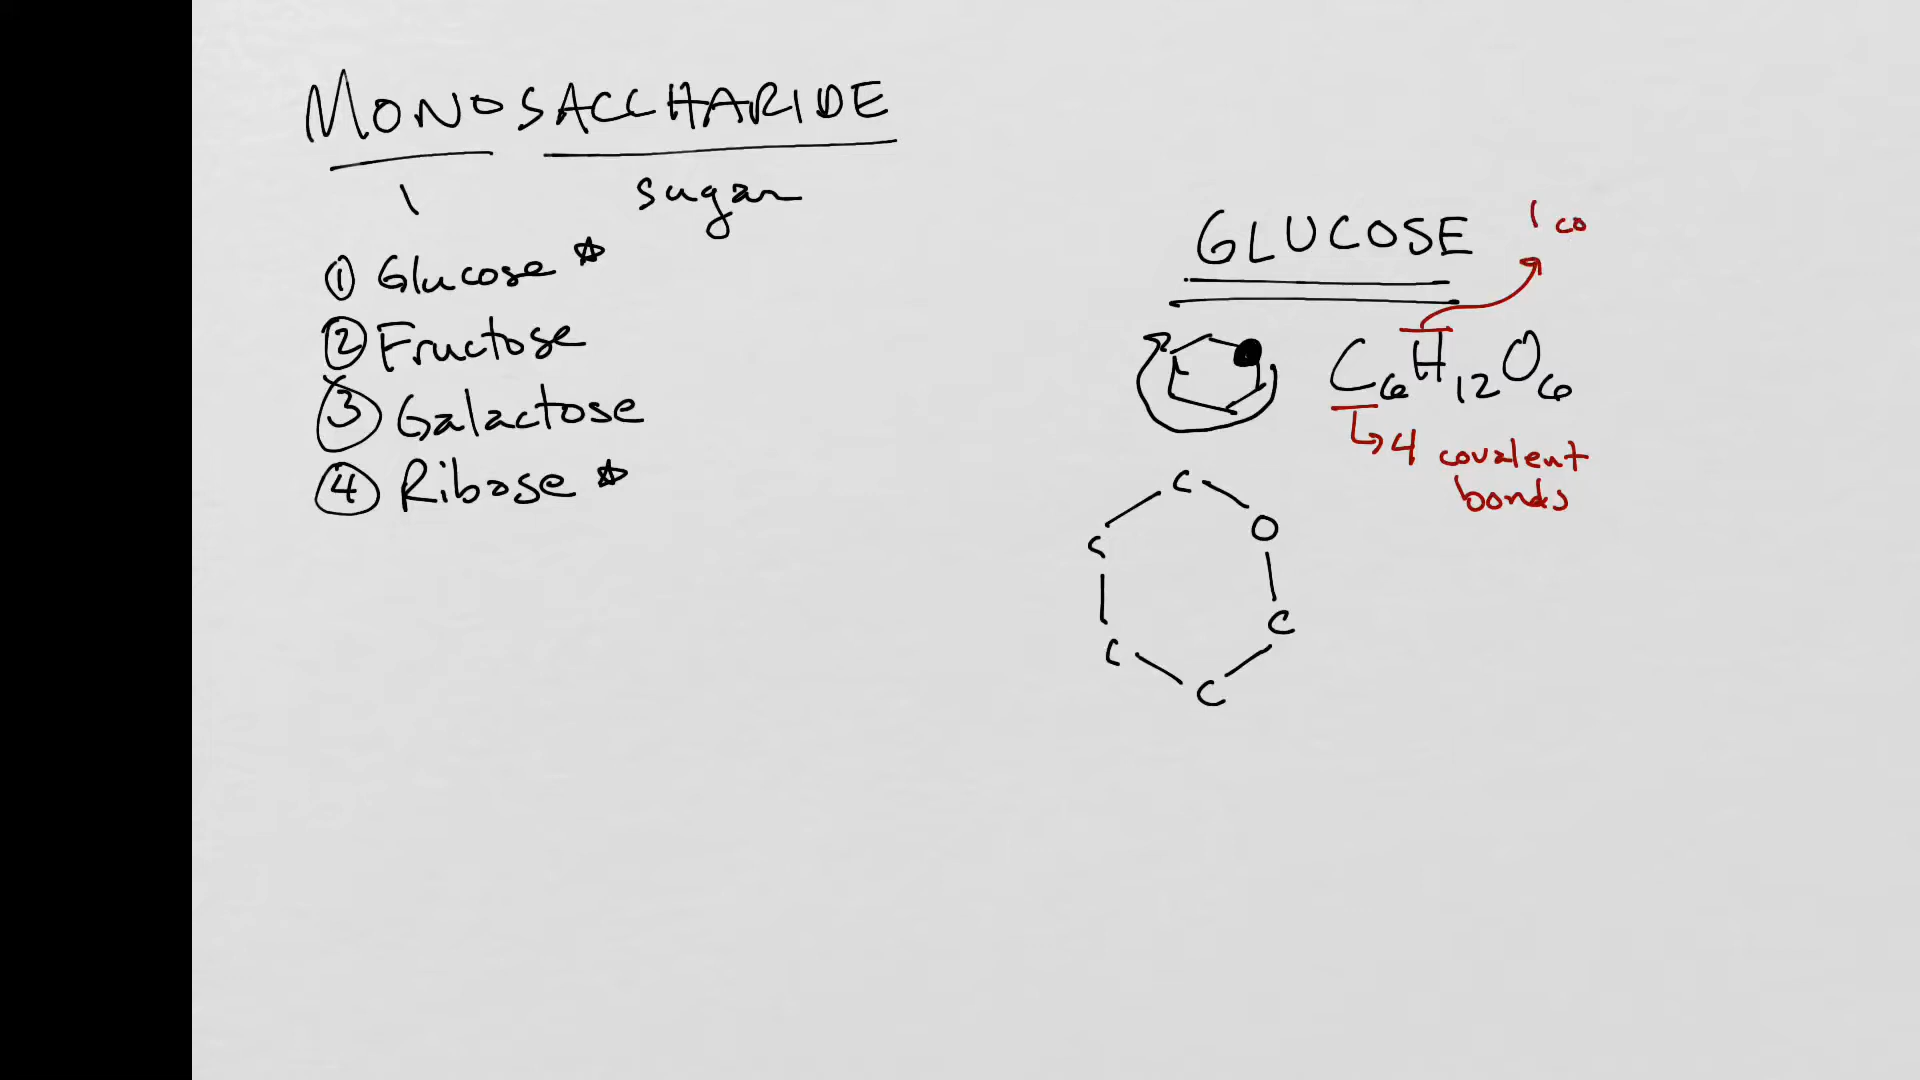 MONOSACCHARIDE
1 sugar
① Glucose ☆
② Fructose
③ Galactose
④ Ribose ☆
GLUCOSE
1 co
C₆H₁₂O₆
4 covalent
bonds
C
C O
C C
C